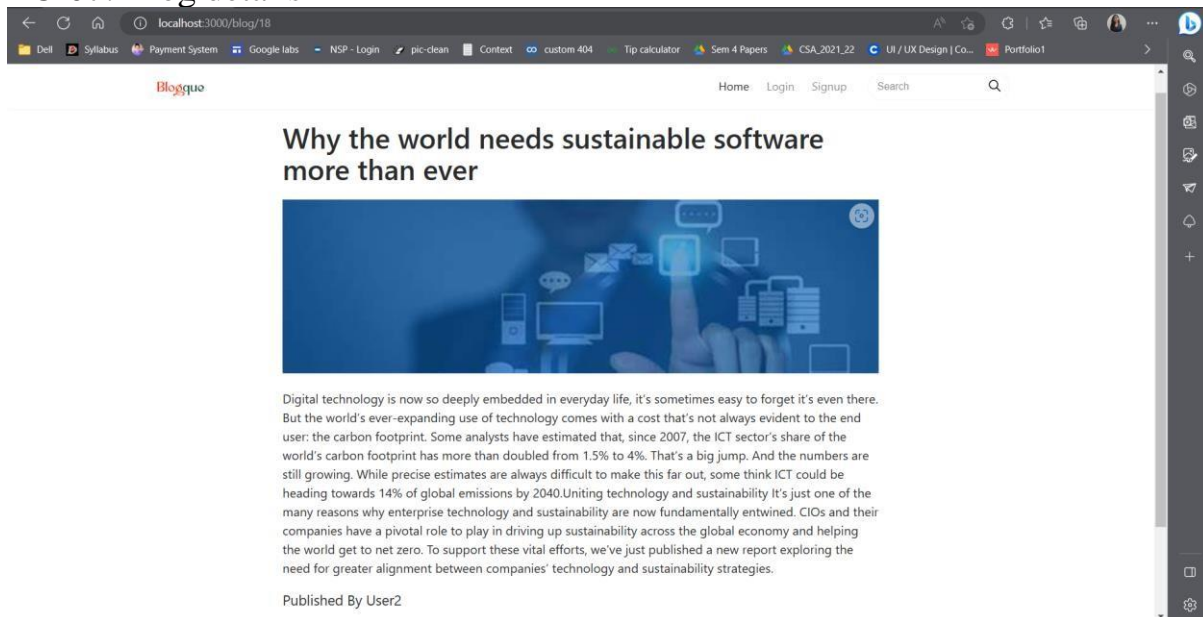 localhost:3000/blog/18
Dell Syllabus Payment System Google labs NSP - Login pic-clean Context custom 404 Tip calculator Sem 4 Papers CSA_2021_22 UI / UX Design | Co... Portfolio1
Blogque Home Login Signup Search
Why the world needs sustainable software
more than ever
Digital technology is now so deeply embedded in everyday life, it's sometimes easy to forget it's even there.
But the world's ever-expanding use of technology comes with a cost that's not always evident to the end
user: the carbon footprint. Some analysts have estimated that, since 2007, the ICT sector's share of the
world's carbon footprint has more than doubled from 1.5% to 4%. That's a big jump. And the numbers are
still growing. While precise estimates are always difficult to make this far out, some think ICT could be
heading towards 14% of global emissions by 2040.Uniting technology and sustainability It's just one of the
many reasons why enterprise technology and sustainability are now fundamentally entwined. CIOs and their
companies have a pivotal role to play in driving up sustainability across the global economy and helping
the world get to net zero. To support these vital efforts, we've just published a new report exploring the
need for greater alignment between companies' technology and sustainability strategies.
Published By User2